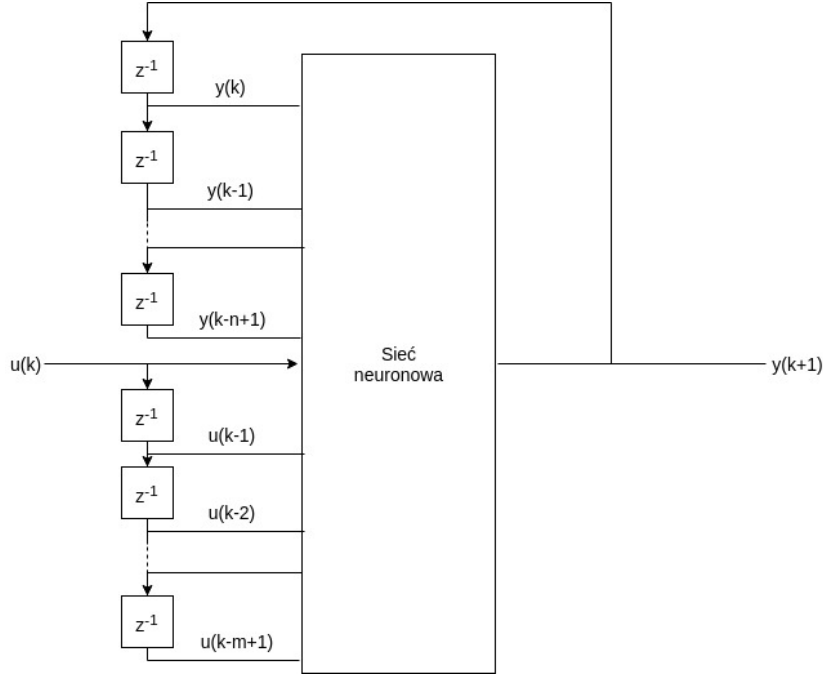 z-1
y(k)
z-1
y(k-1)
z-1
y(k-n+1)
u(k)
Sieć
neuronowa
y(k+1)
z-1
u(k-1)
z-1
u(k-2)
z-1
u(k-m+1)